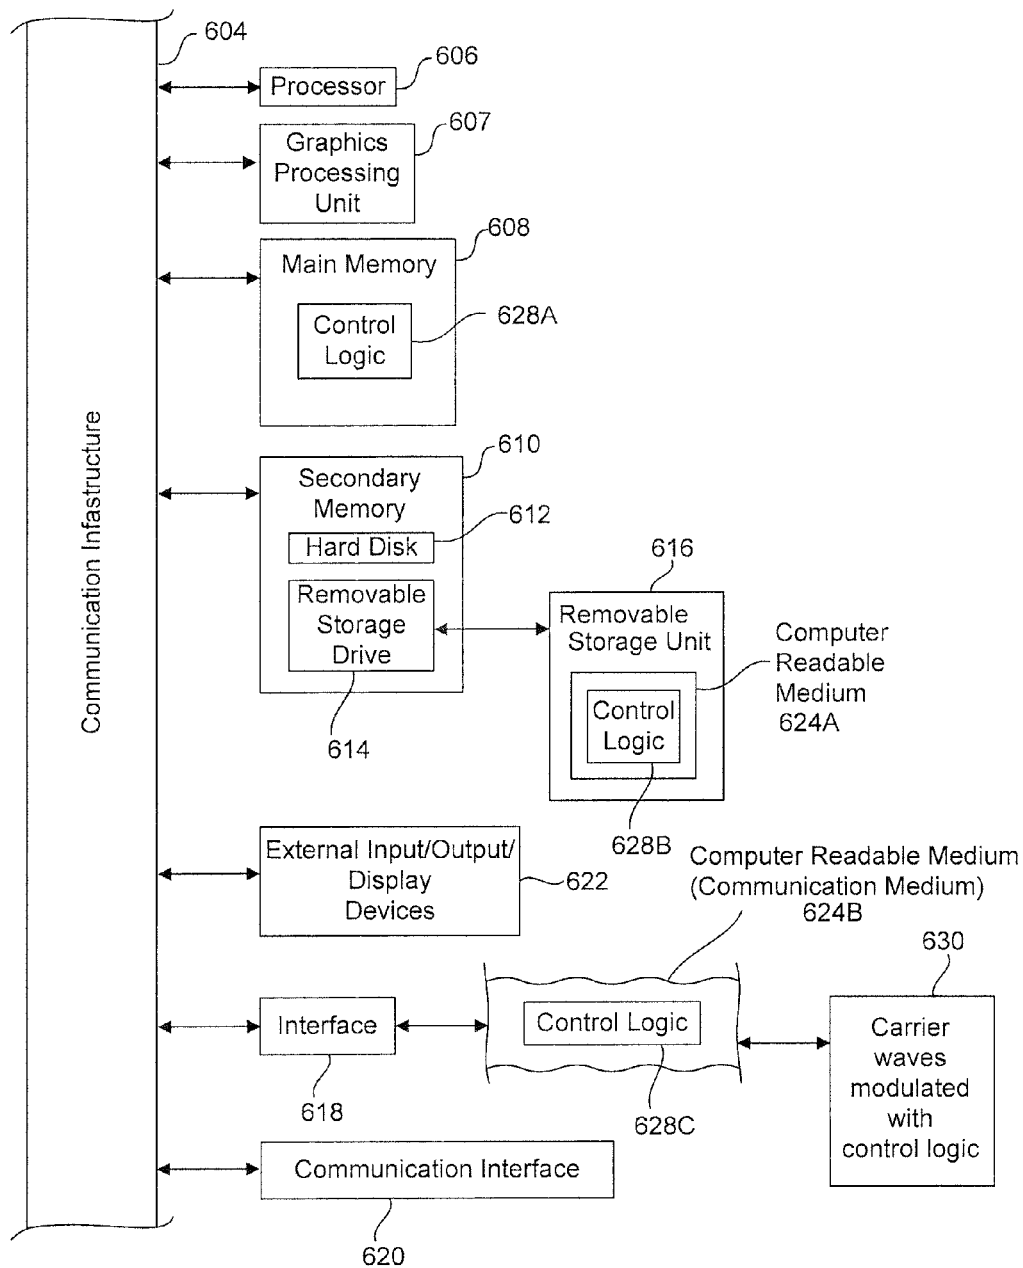 604
606
Processor
607
Graphics
Processing
Unit
608
Main Memory
Control
Logic
628A
Communication Infastructure
610
Secondary
Memory
612
Hard Disk
Removable
Storage
Drive
614
616
Removable
Storage Unit
Control
Logic
628B
Computer
Readable
Medium
624A
External Input/Output/
Display
Devices
622
Computer Readable Medium
(Communication Medium)
624B
630
Interface
618
Control Logic
628C
Carrier
waves
modulated
with
control logic
Communication Interface
620